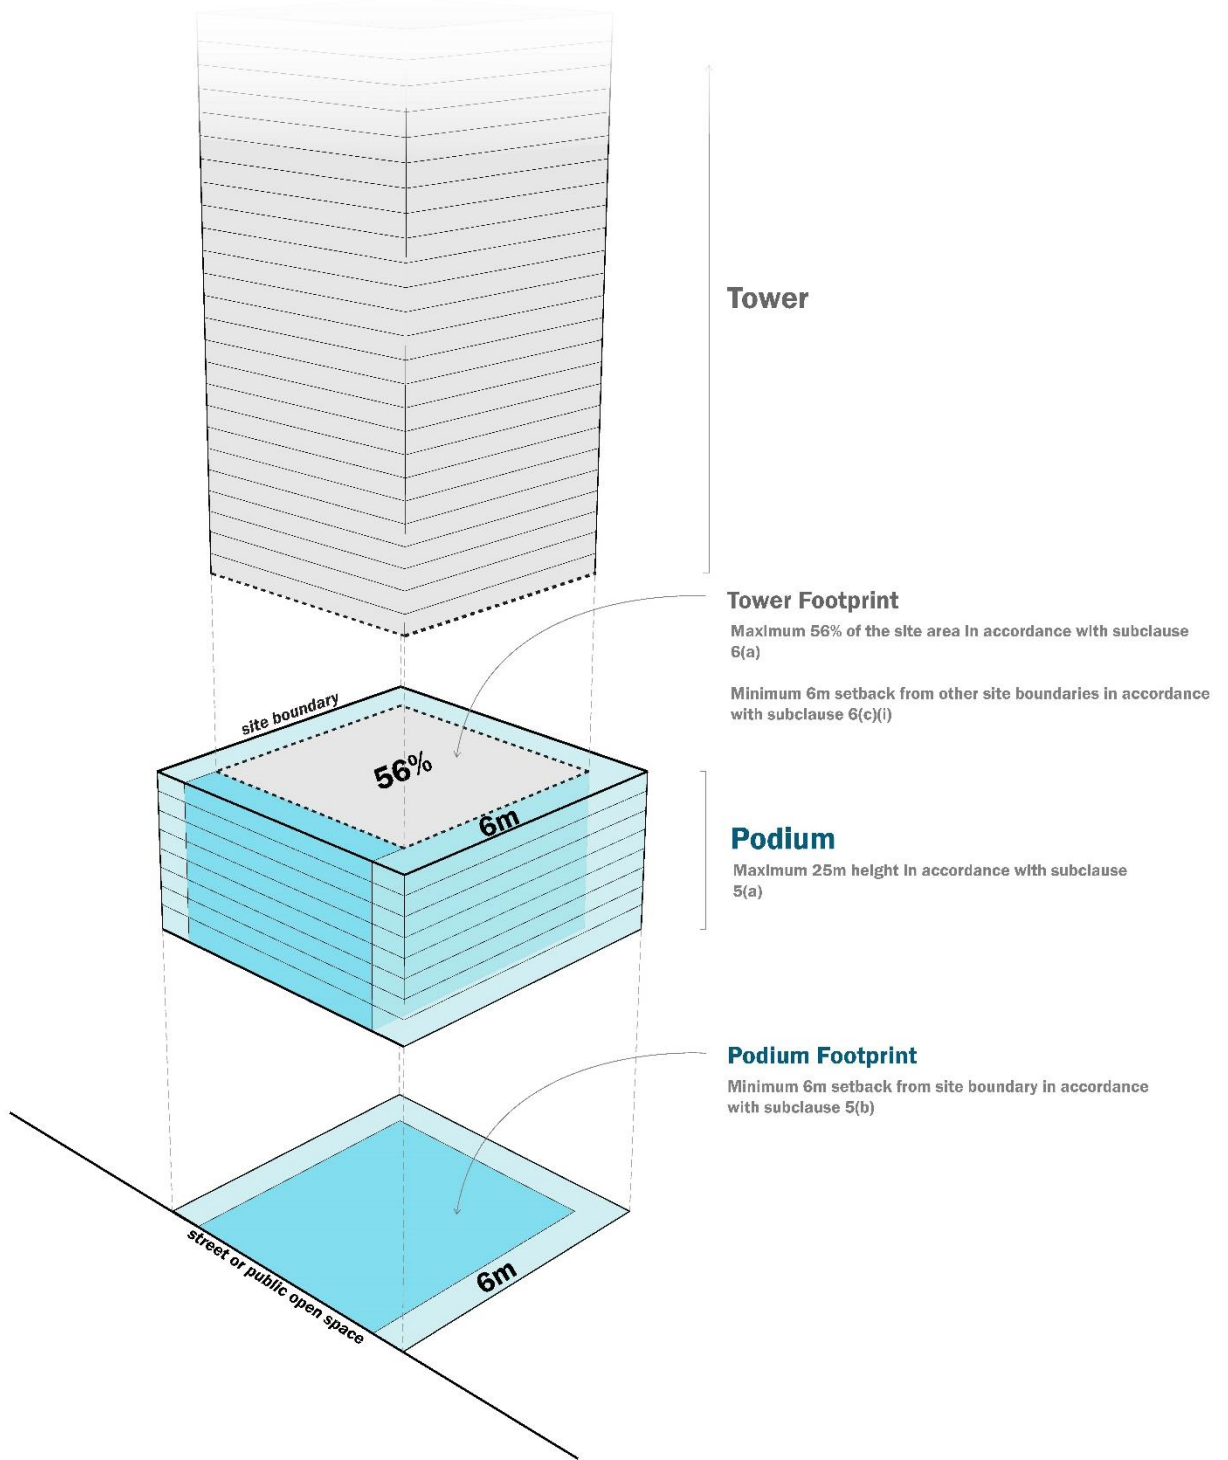 Tower
Tower Footprint
Maximum 56% of the site area in accordance with subclause
6(a)
Minimum 6m setback from other site boundaries in accordance
with subclause 6(c)(i)
site boundary
56%
6m
Podium
Maximum 25m height in accordance with subclause
5(a)
Podium Footprint
Minimum 6m setback from site boundary in accordance
with subclause 5(b)
street or public open space
6m